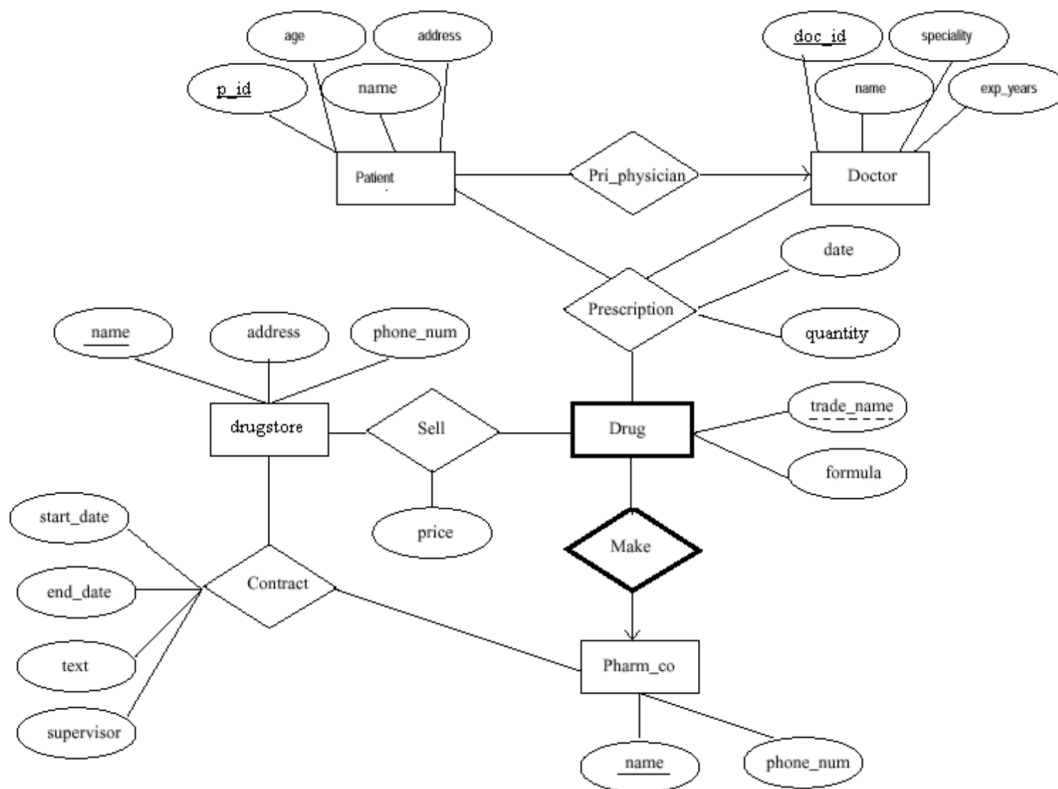 age
address
doc_id
speciality
p_id
name
name
exp_years
Patient
Pri_physician
Doctor
date
Prescription
name
address
phone_num
quantity
trade_name
drugstore
Sell
Drug
formula
start_date
price
Make
end_date
Contract
text
Pharm_co
supervisor
name
phone_num